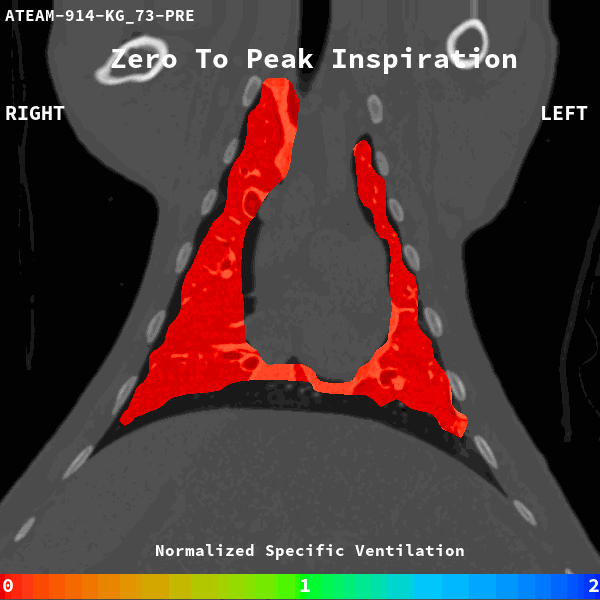 ATEAM-914-KG_73-PRE
Zero To Peak Inspiration
RIGHT LEFT
Normalized Specific Ventilation
0 1 2